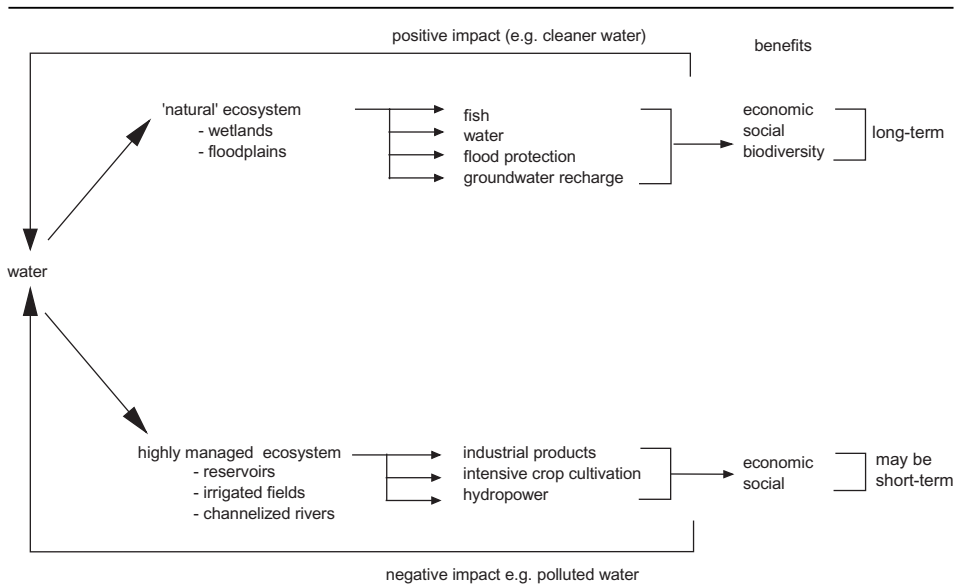 positive impact (e.g. cleaner water)
benefits
'natural' ecosystem
- wetlands
- floodplains
fish
water
flood protection
groundwater recharge
economic
social
biodiversity
long-term
water
highly managed ecosystem
- reservoirs
- irrigated fields
- channelized rivers
industrial products
intensive crop cultivation
hydropower
economic
social
may be
short-term
negative impact e.g. polluted water